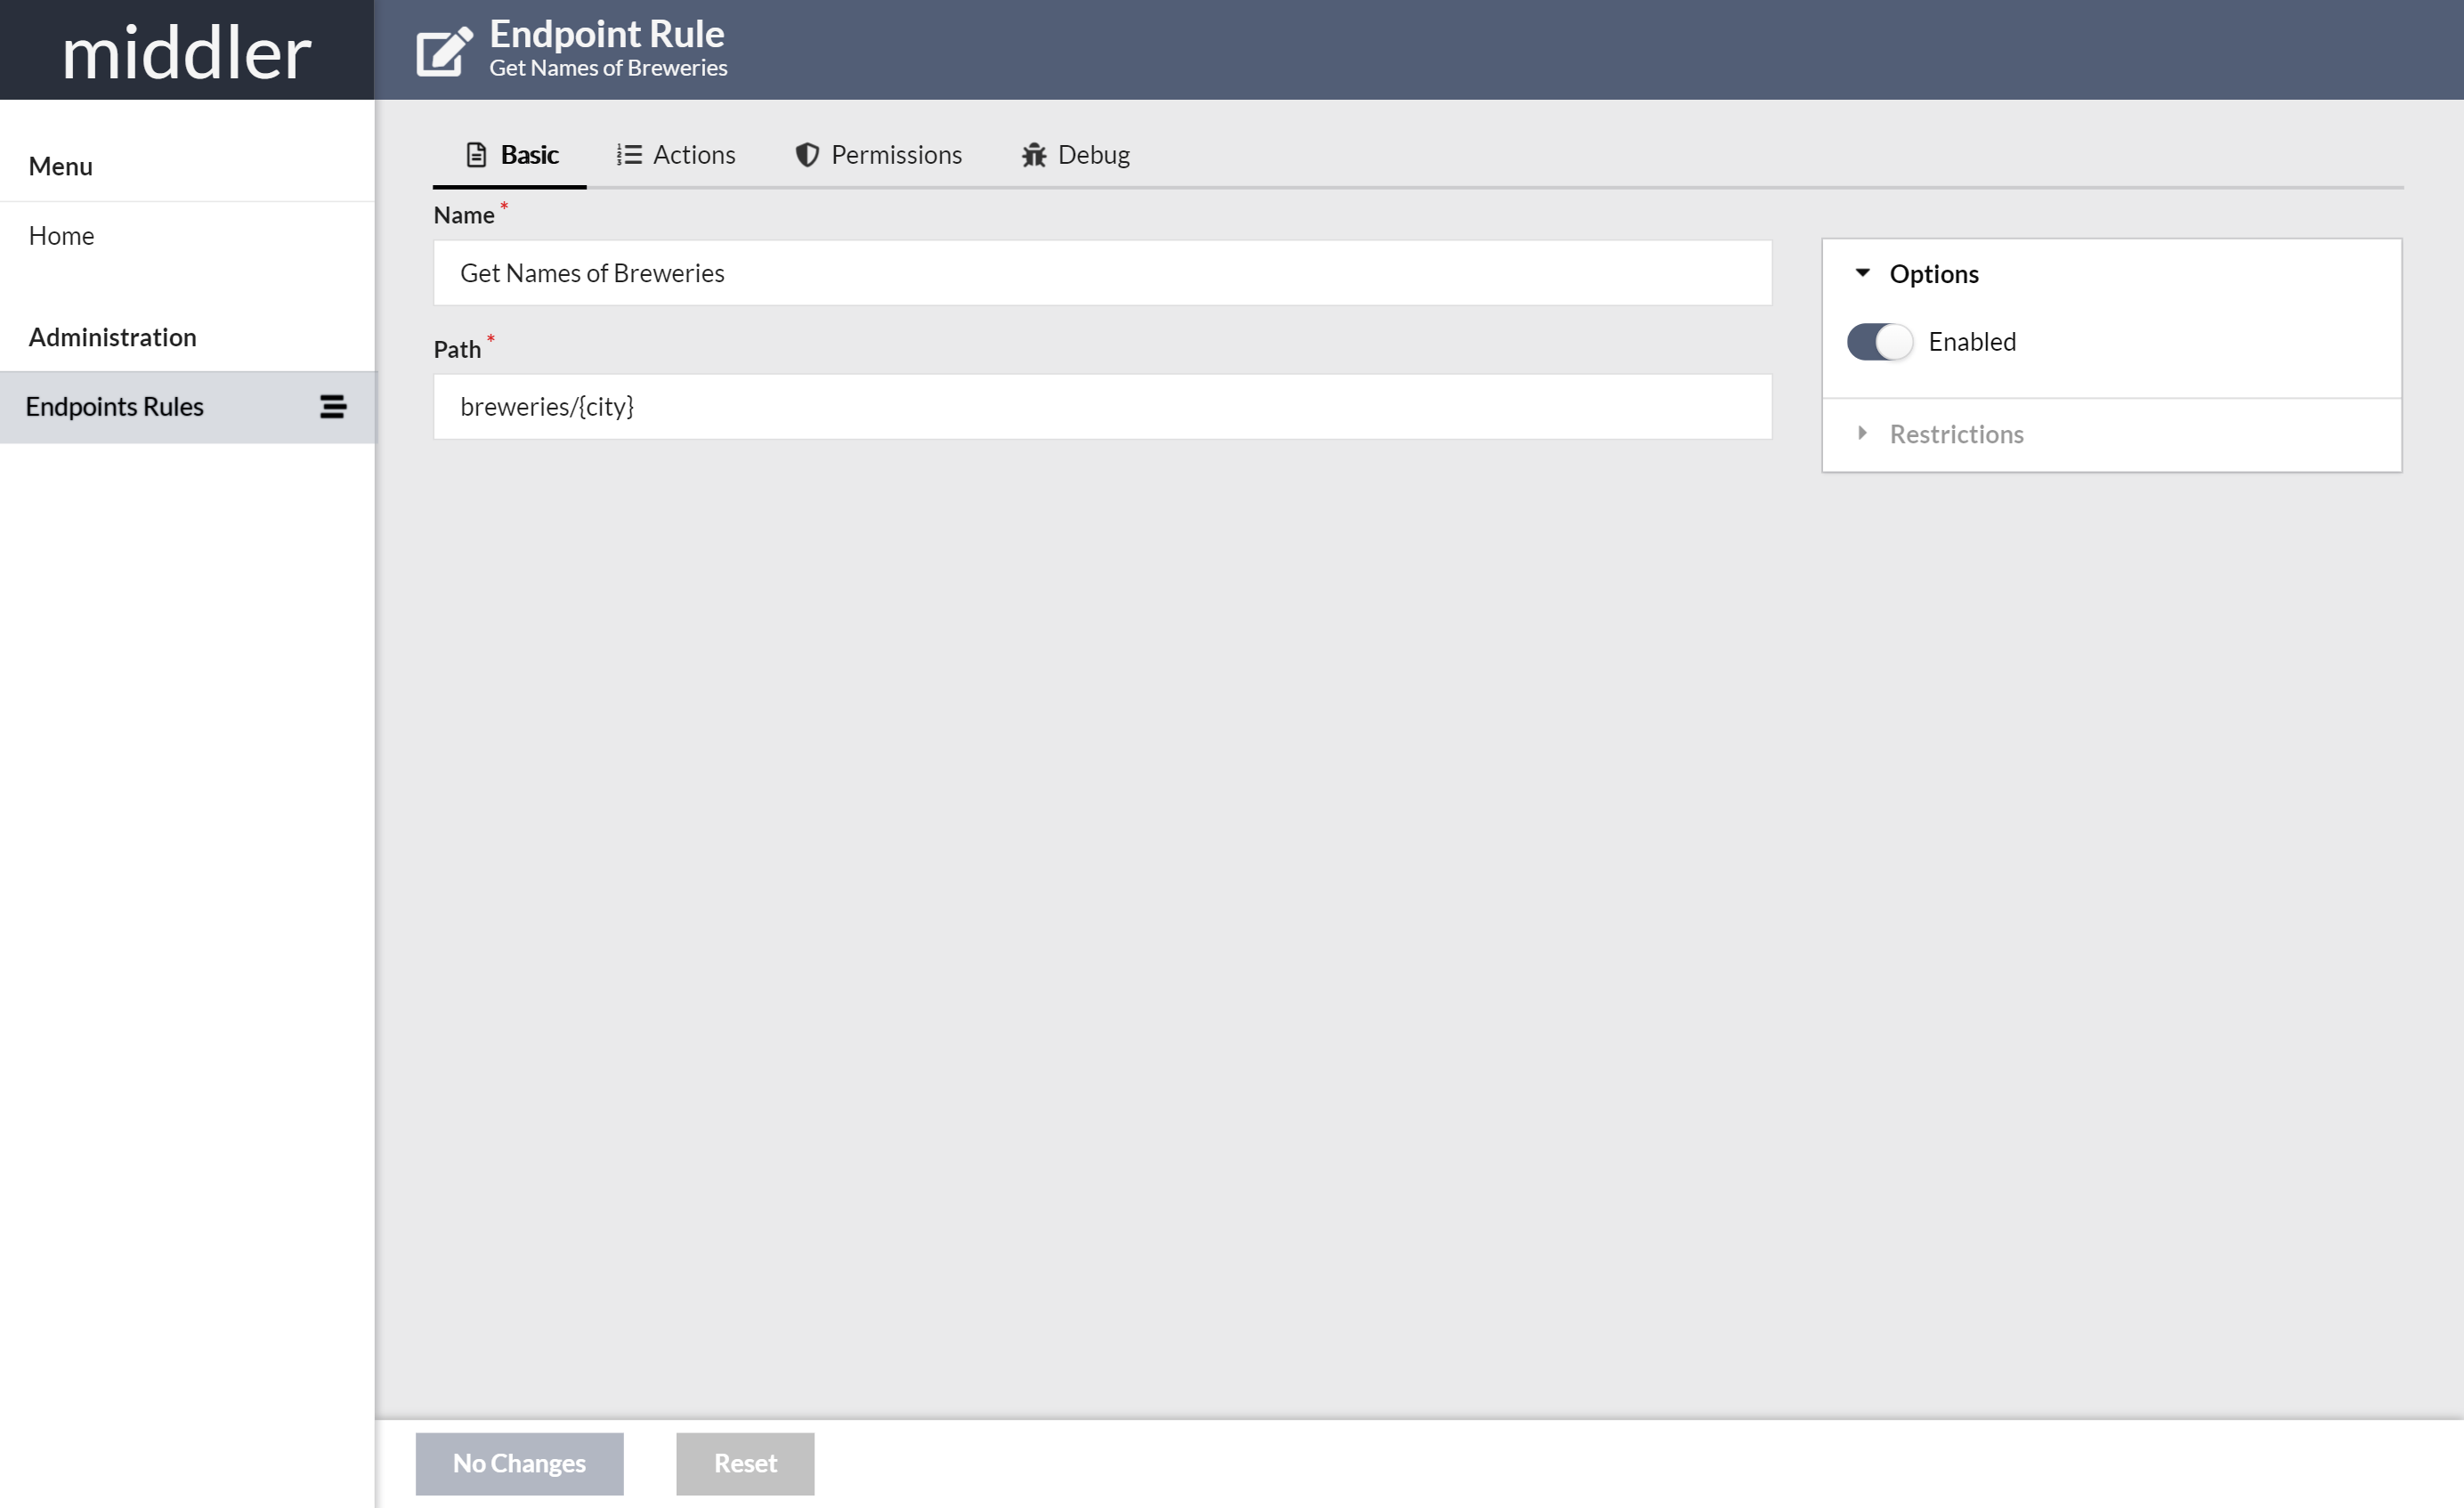 middler
Endpoint Rule
Get Names of Breweries
Menu
Home
Administration
Endpoints Rules
Basic
Actions
Permissions
Debug
Name *
Get Names of Breweries
Path *
breweries/{city}
Options
Enabled
Restrictions
No Changes
Reset